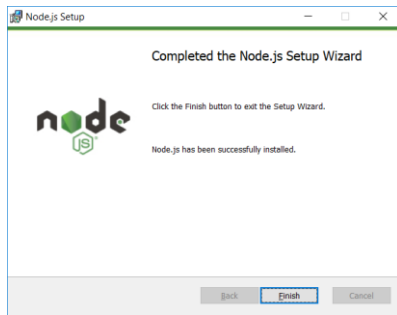 Node.js Setup
Completed the Node.js Setup Wizard
Click the Finish button to exit the Setup Wizard.
node
JS
Node.js has been successfully installed.
Back Finish Cancel